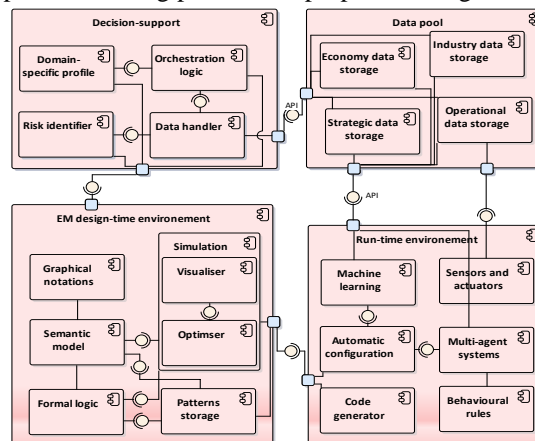 Decision-support
Domain-
specific profile
Orchestration
logic
Risk identifier
Data handler
API
Data pool
Economy data
storage
Industry data
storage
Strategic data
storage
Operational
data storage
API
EM design-time environement
Graphical
notations
Simulation
Visualiser
Semantic
model
Optimser
Formal logic
Patterns
storage
Run-time environement
Machine
learning
Sensors and
actuators
Automatic
configuration
Multi-agent
systems
Code
generator
Behavioural
rules